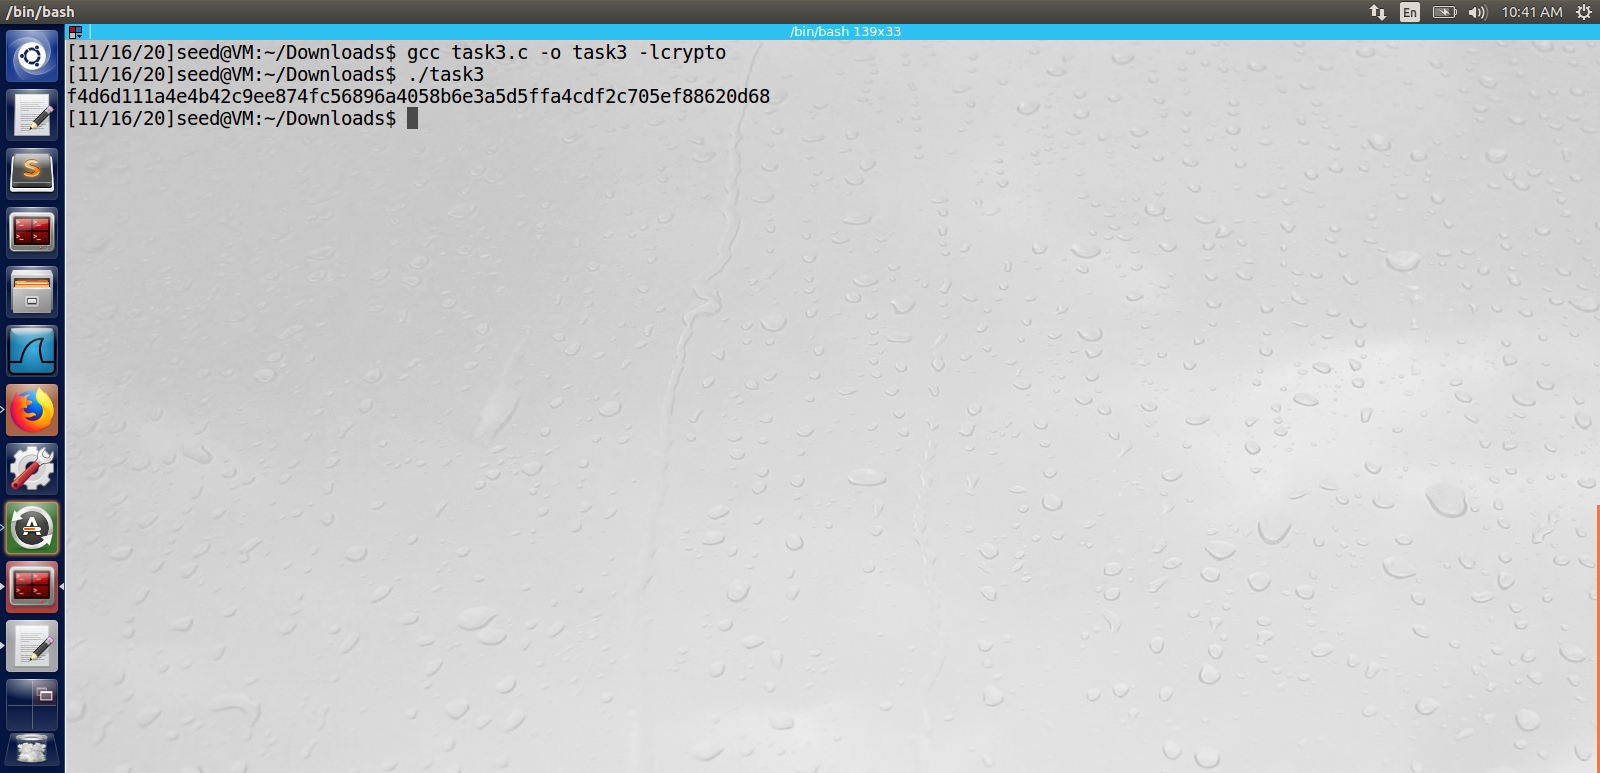 /bin/bash
En
10:41 AM
/bin/bash 139x33
[11/16/20]seed@VM:~/Downloads$ gcc task3.c -o task3 -lcrypto
[11/16/20]seed@VM:~/Downloads$ ./task3
f4d6d111a4e4b42c9ee874fc56896a4058b6e3a5d5ffa4cdf2c705ef88620d68
[11/16/20]seed@VM:~/Downloads$